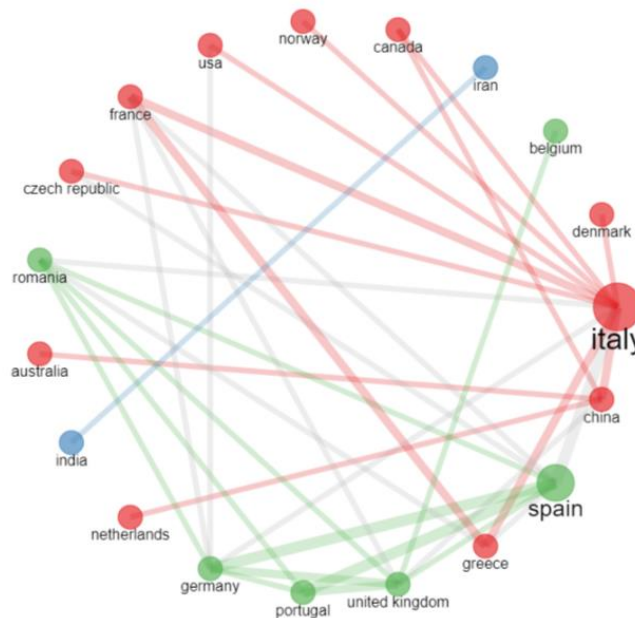 norway
canada
usa
iran
france
belgium
czech republic
denmark
romania
italy
australia
china
india
spain
netherlands
greece
germany
united kingdom
portugal